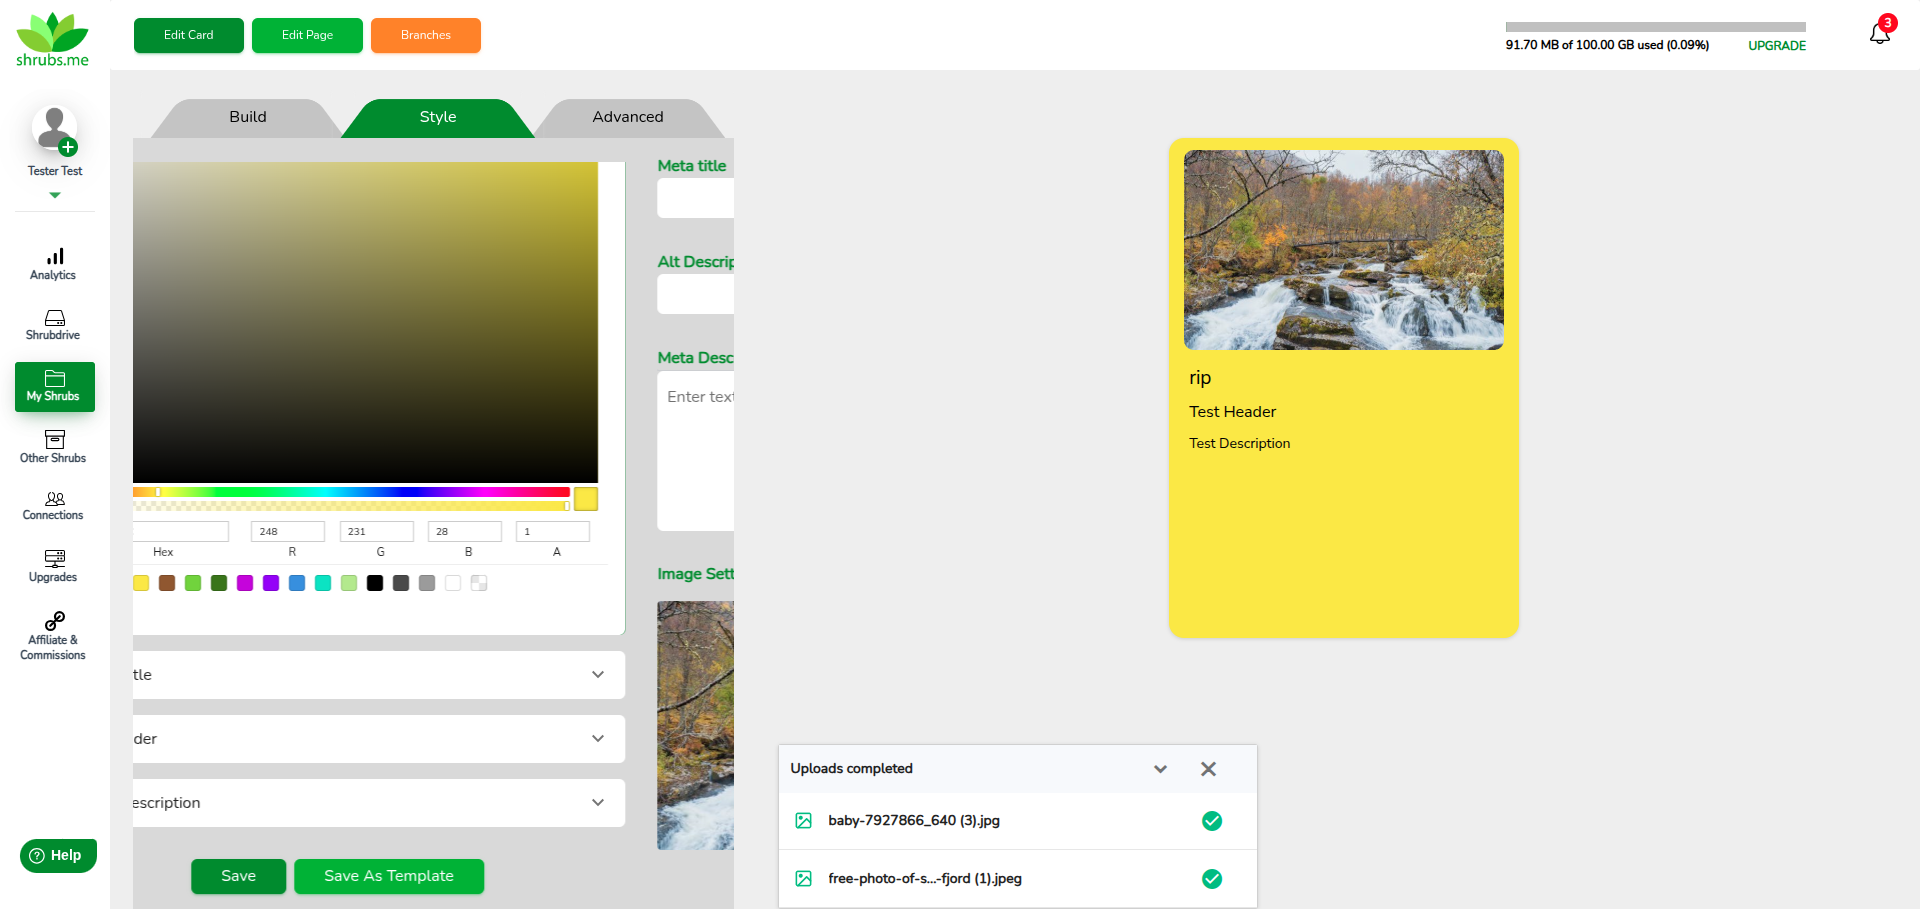 shrubs.me
Edit Card
Edit Page
Branches
91.70 MB of 100.00 GB used (0.09%)
UPGRADE
3
Tester Test
Analytics
Shrubdrive
My Shrubs
Other Shrubs
Connections
Upgrades
Affiliate &
Commissions
? Help
Build
Style
Advanced
248
231
28
1
Hex
R
G
B
A
tle
der
escription
Save
Save As Template
Meta title
Alt Descrip
Meta Desc
Enter text
Image Sett
rip
Test Header
Test Description
Uploads completed
baby-7927866_640 (3).jpg
free-photo-of-s...-fjord (1).jpeg